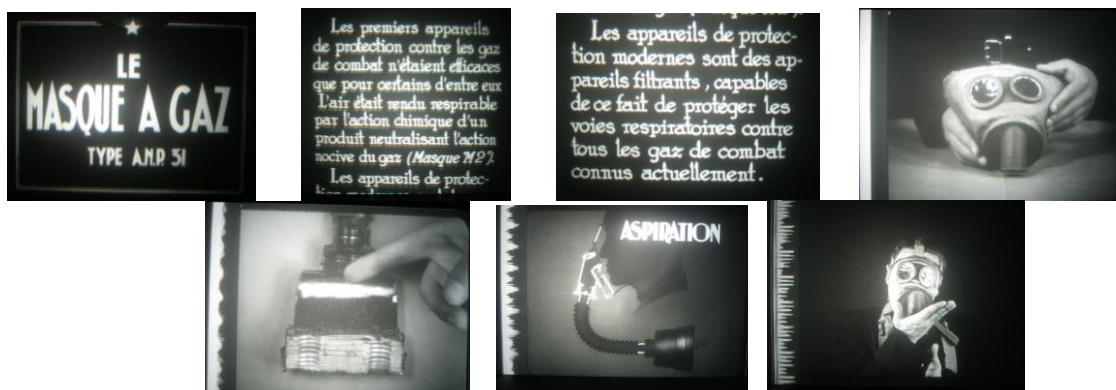 LE
MASQUE A GAZ
TYPE A.N.P. 31
Les premiers appareils
de protection contre les gaz
de combat n'étaient efficaces
que pour certains d'entre eux
L'air était rendu respirable
par l'action chimique d'un
produit neutralisant l'action
nocive du gaz (Masque M2).
Les appareils de protec-
Les appareils de protec-
tion modernes sont des ap-
pareils filtrants, capables
de ce fait de protéger les
voies respiratoires contre
tous les gaz de combat
connus actuellement.
ASPIRATION